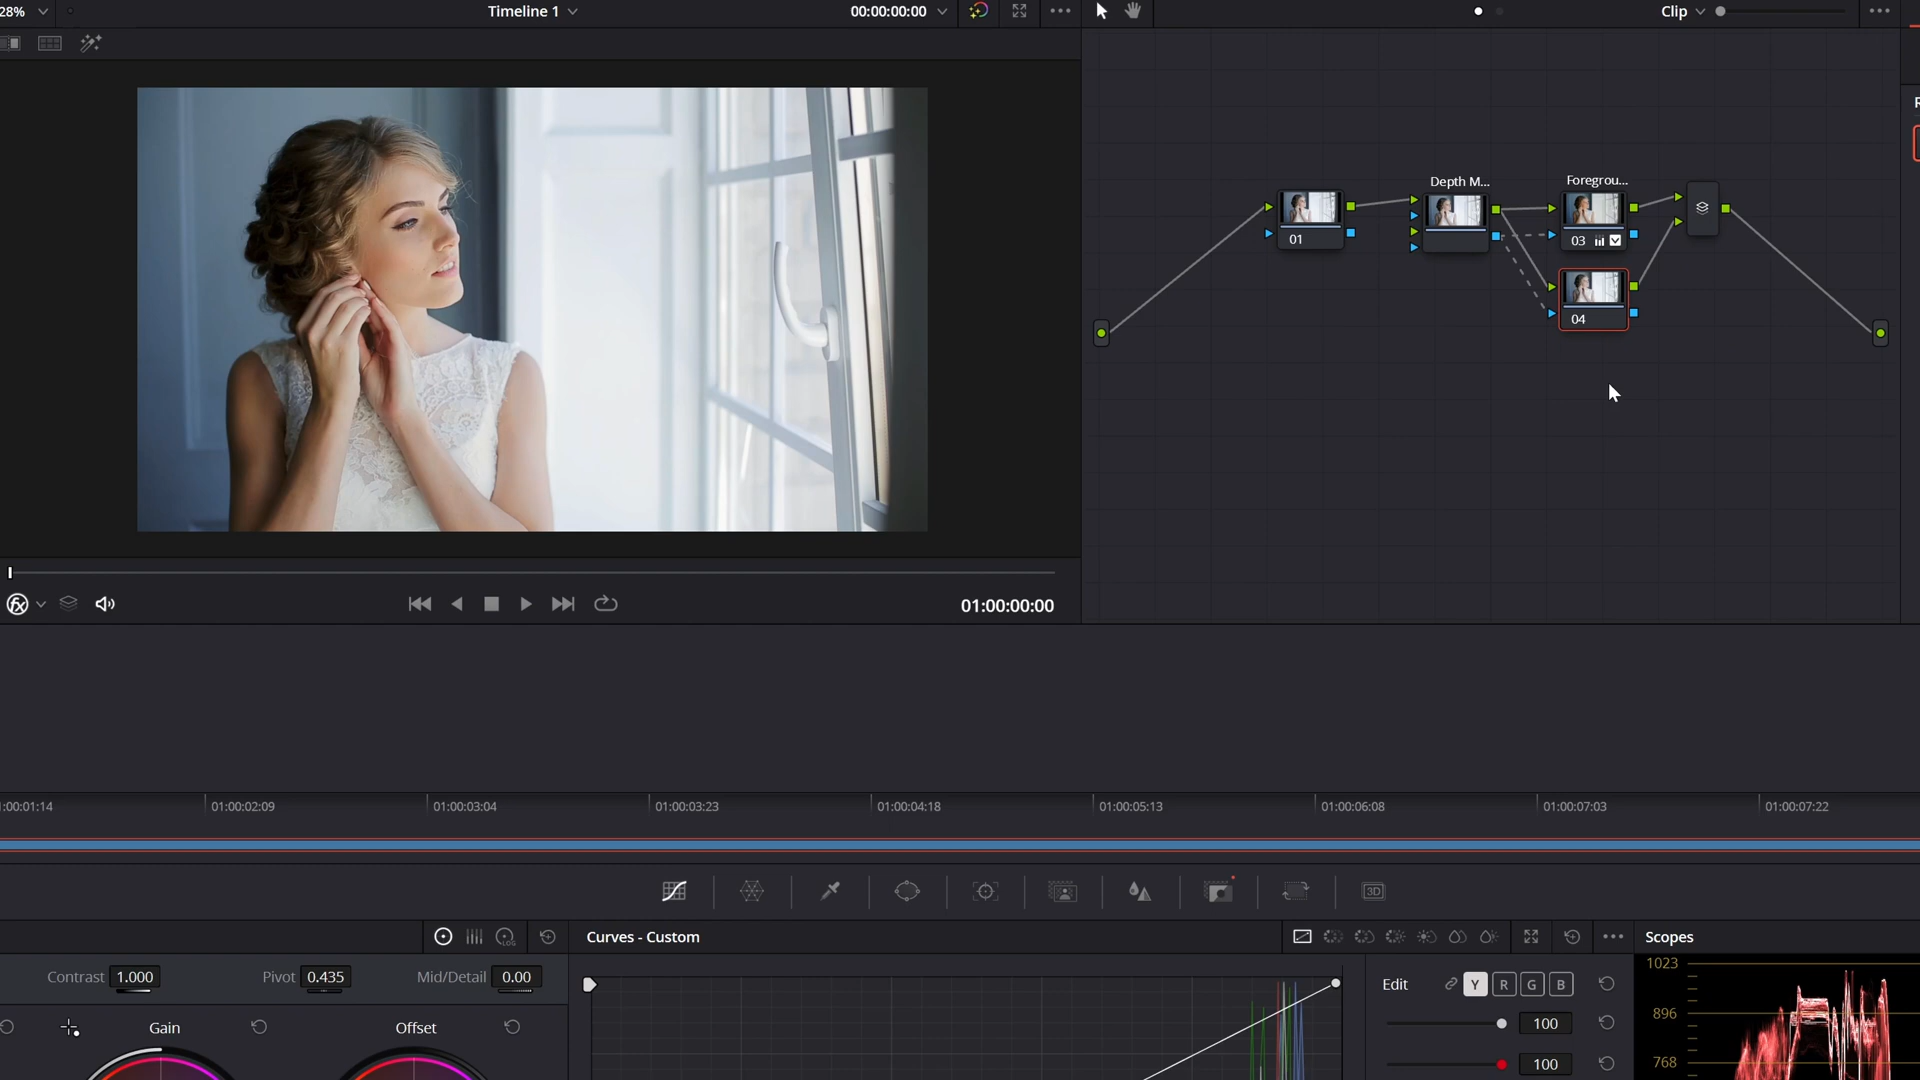 28%
Timeline 1
00:00:00:00
Clip
Depth M...
Foregrou...
01
03
04
fx
01:00:00:00
:00:01:14
01:00:02:09
01:00:03:04
01:00:03:23
01:00:04:18
01:00:05:13
01:00:06:08
01:00:07:03
01:00:07:22
3D
LOG
Curves - Custom
Scopes
Contrast 1.000
Pivot 0.435
Mid/Detail 0.00
Edit
Y R G B
1023
Gain
Offset
100
896
100
768